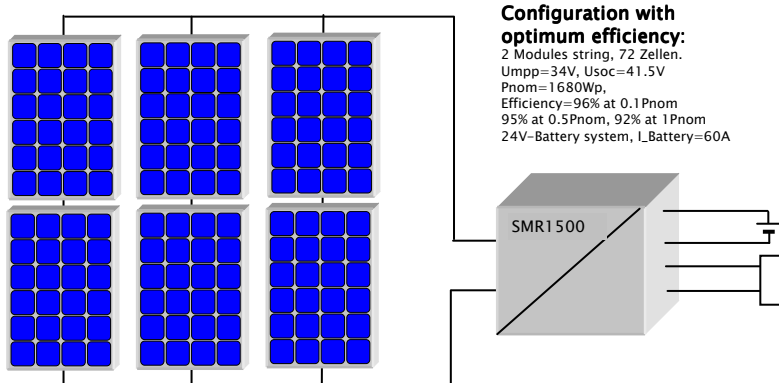 Configuration with
optimum efficiency:
2 Modules string, 72 Zellen.
Umpp=34V, Usoc=41.5V
Pnom=1680Wp,
Efficiency=96% at 0.1Pnom
95% at 0.5Pnom, 92% at 1Pnom
24V-Battery system, I_Battery=60A
SMR1500